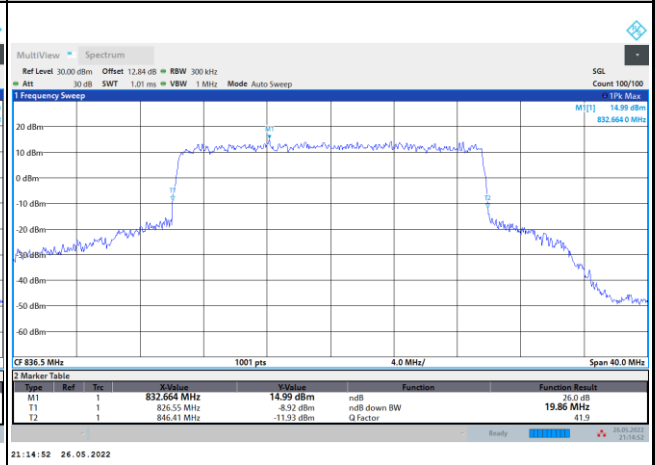 MultiView Spectrum
Ref Level 30.00 dBm Offset 12.84 dB RBW 300 kHz SGL
Att 30 dB SWT 1.01 ms VBW 1 MHz Mode Auto Sweep Count 100/100
1 Frequency Sweep 1Pk Max
M1[1] 14.99 dBm
832.664 0 MHz
20 dBm
M1
10 dBm
0 dBm
T1
T2
-10 dBm
-20 dBm
-30 dBm
-40 dBm
-50 dBm
-60 dBm
CF 836.5 MHz 1001 pts 4.0 MHz/ Span 40.0 MHz
2 Marker Table
Type Ref Trc X-Value Y-Value Function Function Result
M1 1 832.664 MHz 14.99 dBm ndB 26.0 dB
T1 1 826.55 MHz -8.92 dBm ndB down BW 19.86 MHz
T2 1 846.41 MHz -11.93 dBm Q Factor 41.9
Ready 26.05.2022
21:14:52
21:14:52 26.05.2022